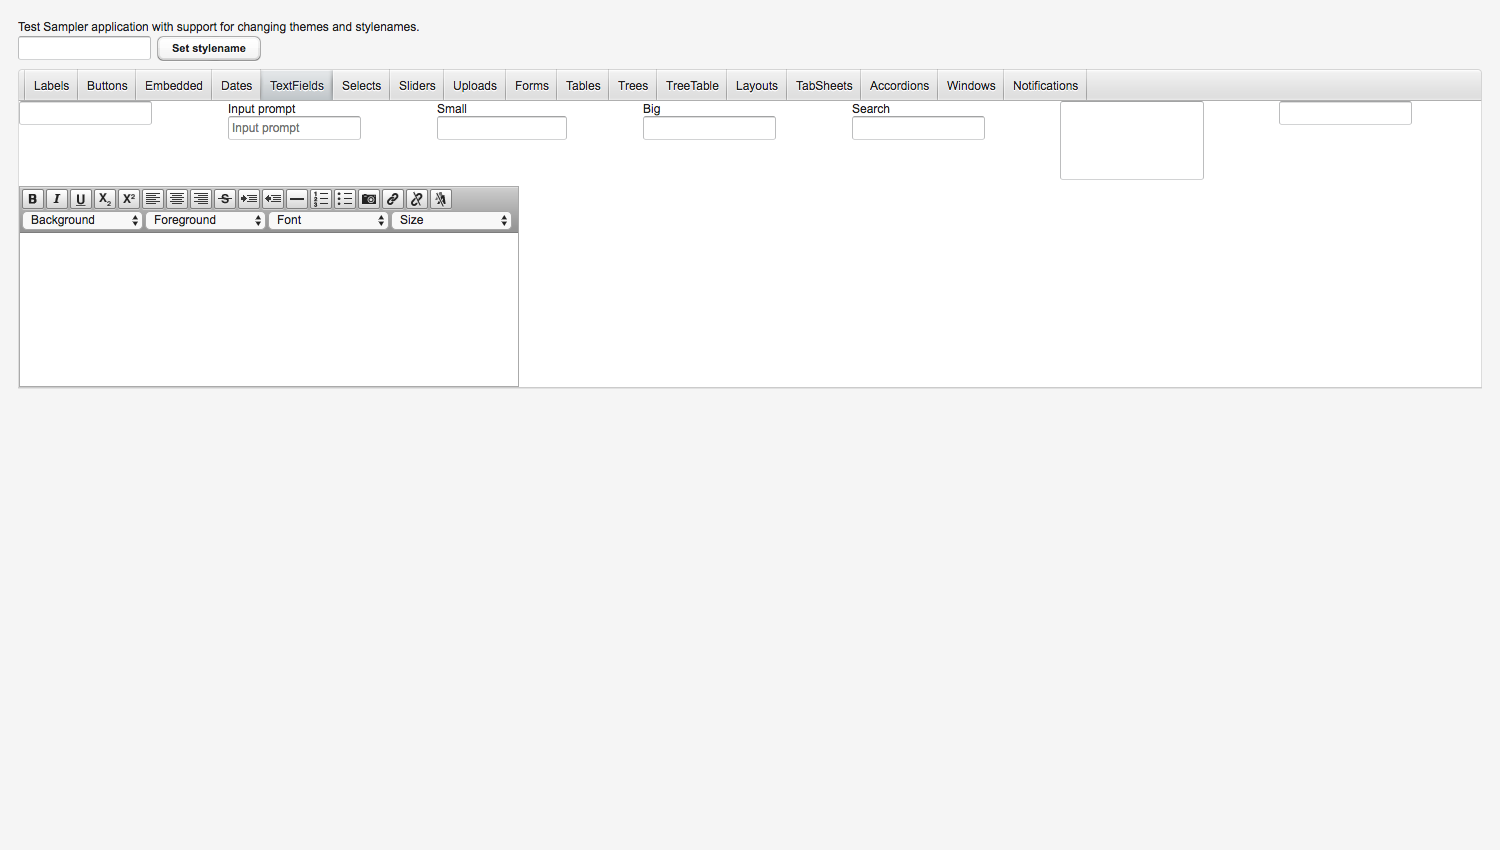 Test Sampler application with support for changing themes and stylenames.
Set stylename
Labels Buttons Embedded Dates TextFields Selects Sliders Uploads Forms Tables Trees TreeTable Layouts TabSheets Accordions Windows Notifications
Input prompt Small Big Search
Input prompt
B I U X₂ X² S
Background Foreground Font Size